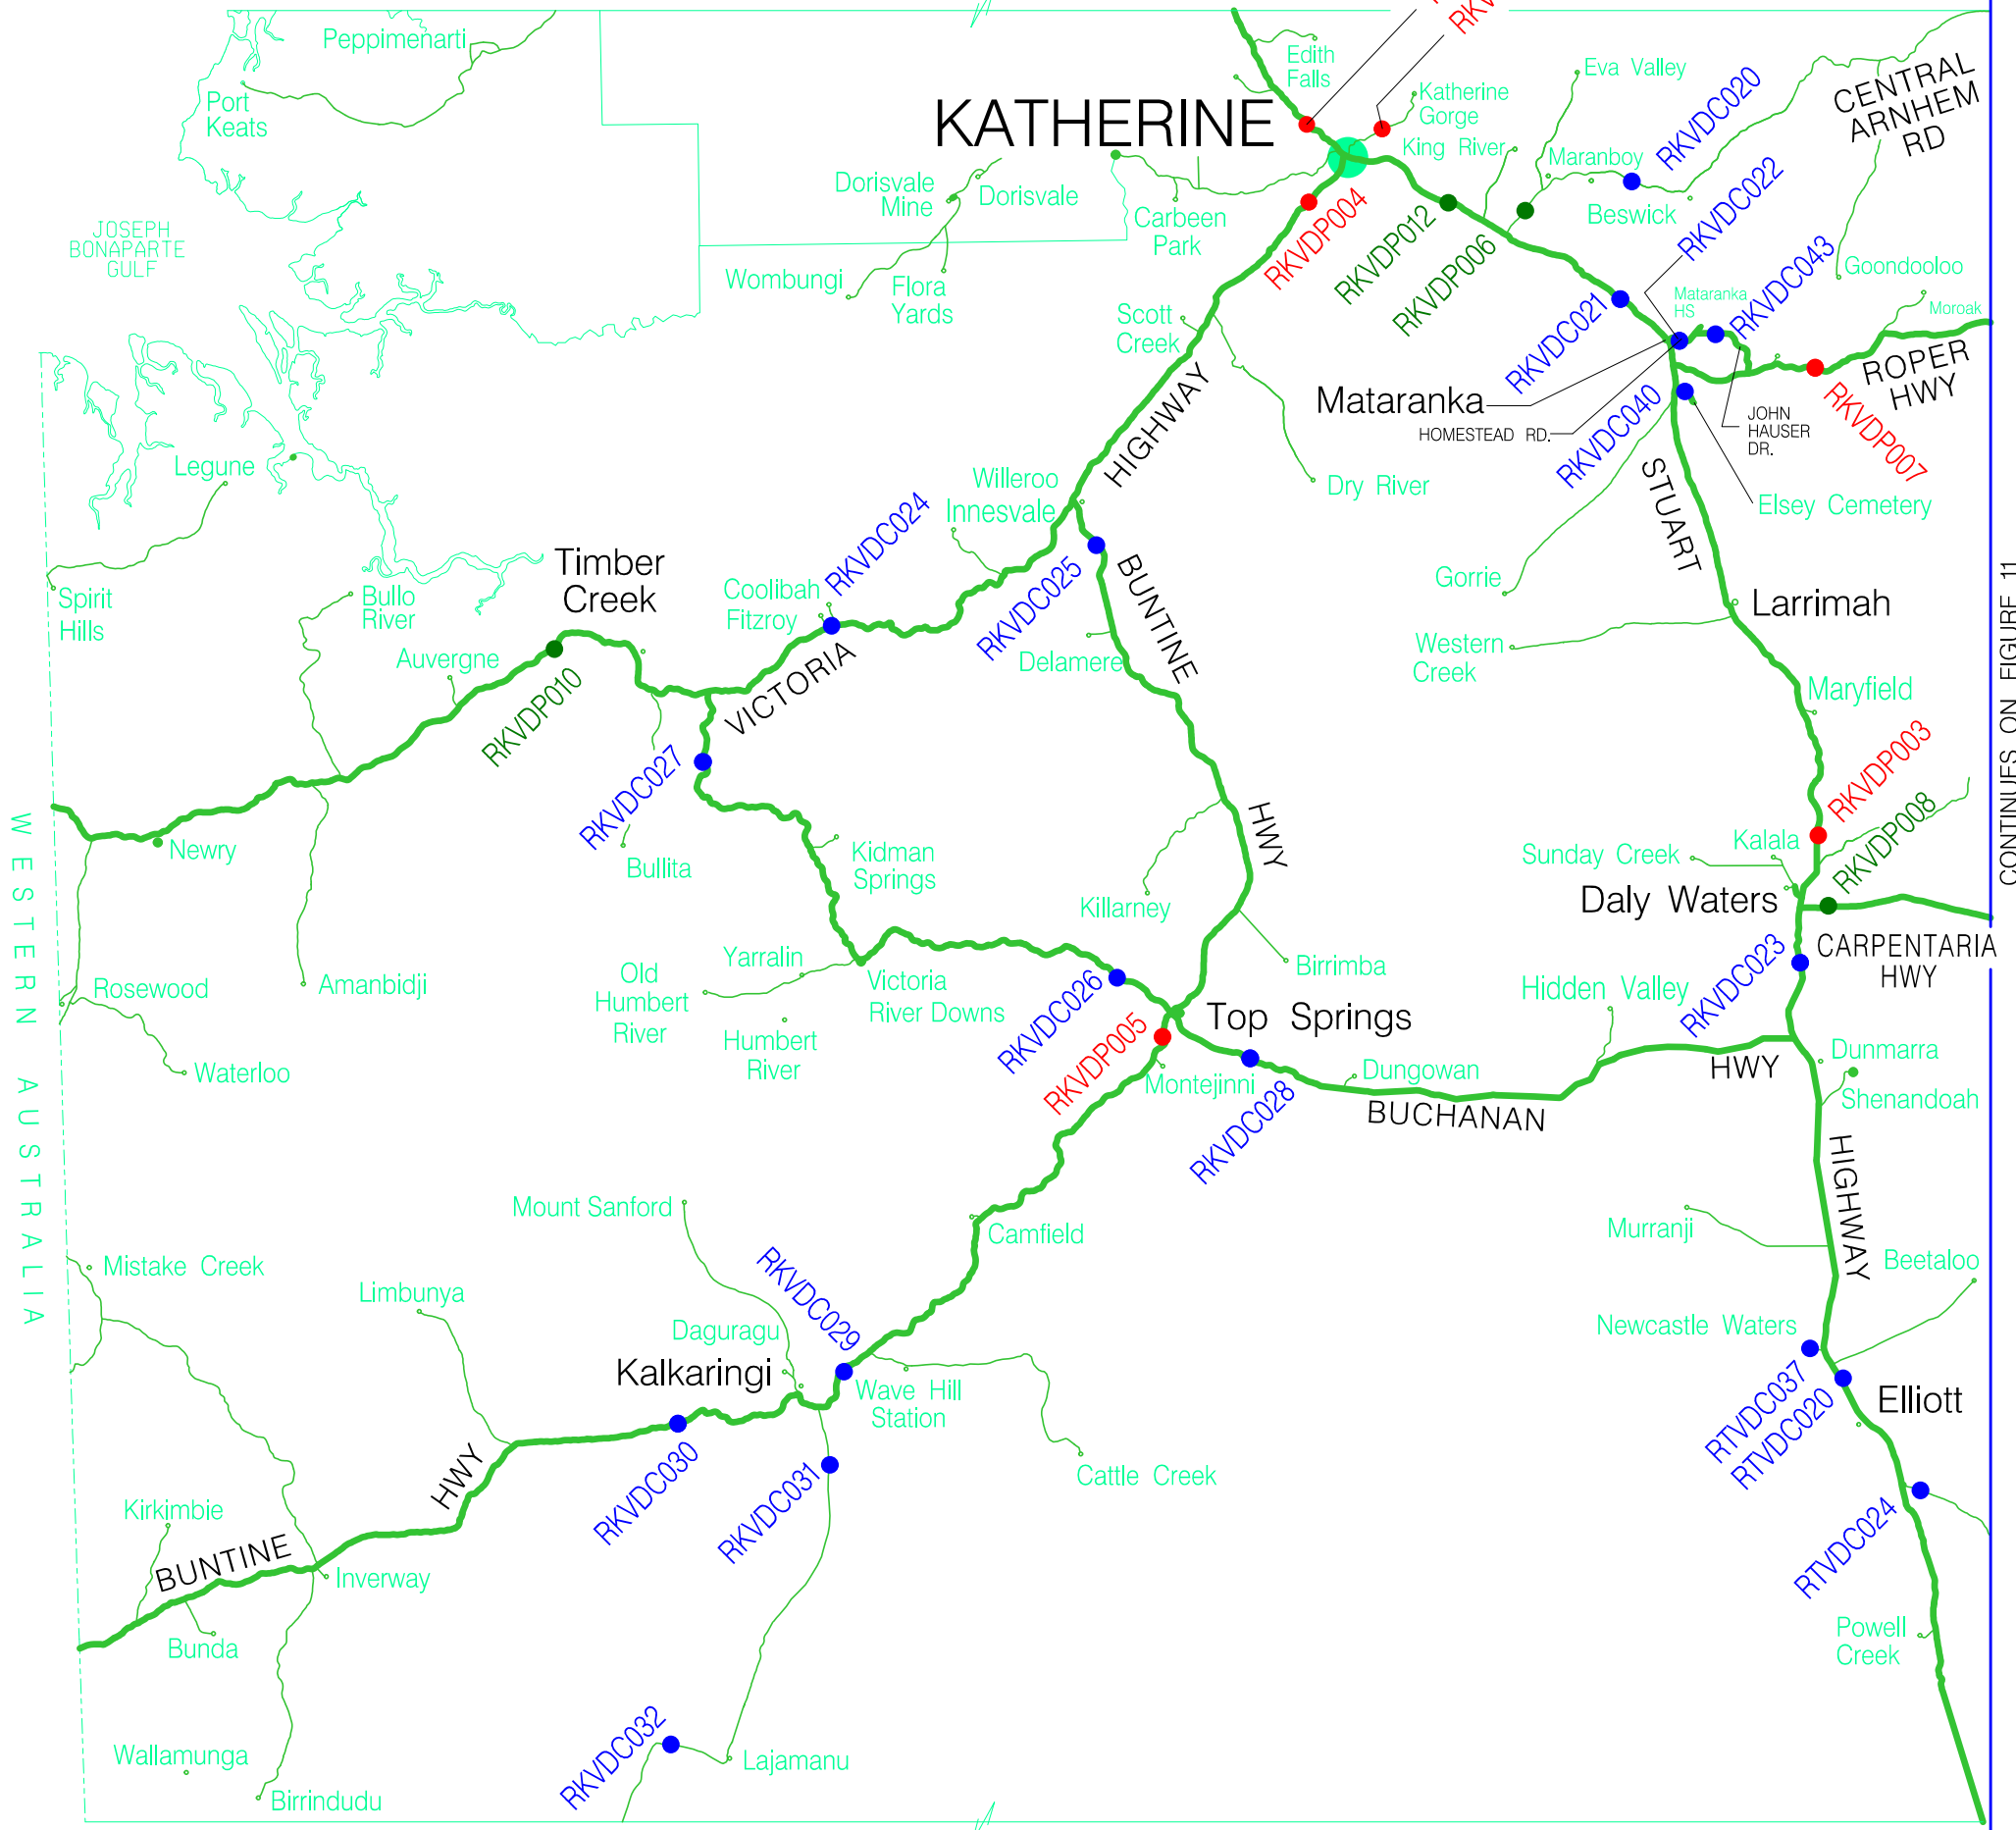 Peppimenarti
Port
Keats
JOSEPH
BONAPARTE
GULF
KATHERINE
Edith
Falls
Katherine
Gorge
King River
Eva Valley
Maranboy
Beswick
RKVDC020
CENTRAL
ARNHEM
RD
Dorisvale
Mine
Dorisvale
Wombungi
Flora
Yards
Carbeen
Park
RKVDP004
RKVDP012
RKVDP006
RKVDC022
RKVDC021
Mataranka
HS
RKVDC043
Goondooloo
Moroak
ROPER
HWY
RKVDP007
Scott
Creek
HIGHWAY
Dry River
Mataranka
HOMESTEAD RD.
RKVDC040
JOHN
HAUSER
DR.
Elsey Cemetery
STUART
Gorrie
Larrimah
Western
Creek
Maryfield
Legune
Spirit
Hills
Bullo
River
Timber
Creek
Auvergne
RKVDP010
Willeroo
Innesvale
RKVDC024
Coolibah
Fitzroy
RKVDC025
Delamere
BUNTINE
HWY
VICTORIA
RKVDC027
Bullita
Kidman
Springs
Killarney
Birrimba
Newry
Rosewood
Amanbidji
Waterloo
Old
Humbert
River
Yarralin
Humbert
River
Victoria
River Downs
RKVDC026
RKVDP005
Top Springs
Montejinni
RKVDC028
Dungowan
BUCHANAN
HWY
Hidden Valley
RKVDP003
RKVDP008
Sunday Creek
Kalala
Daly Waters
RKVDC023
CARPENTARIA
HWY
Dunmarra
Shenandoah
HIGHWAY
Murranji
Beetaloo
Newcastle Waters
RTVDC037
RTVDC020
Elliott
RTVDC024
Powell
Creek
WESTERN AUSTRALIA
Mistake Creek
Limbunya
Mount Sanford
Camfield
RKVDC029
Daguragu
Kalkaringi
Wave Hill
Station
Cattle Creek
RKVDC030
RKVDC031
HWY
Kirkimbie
BUNTINE
Inverway
Bunda
Wallamunga
Birrindudu
RKVDC032
Lajamanu
CONTINUES ON FIGURE 11